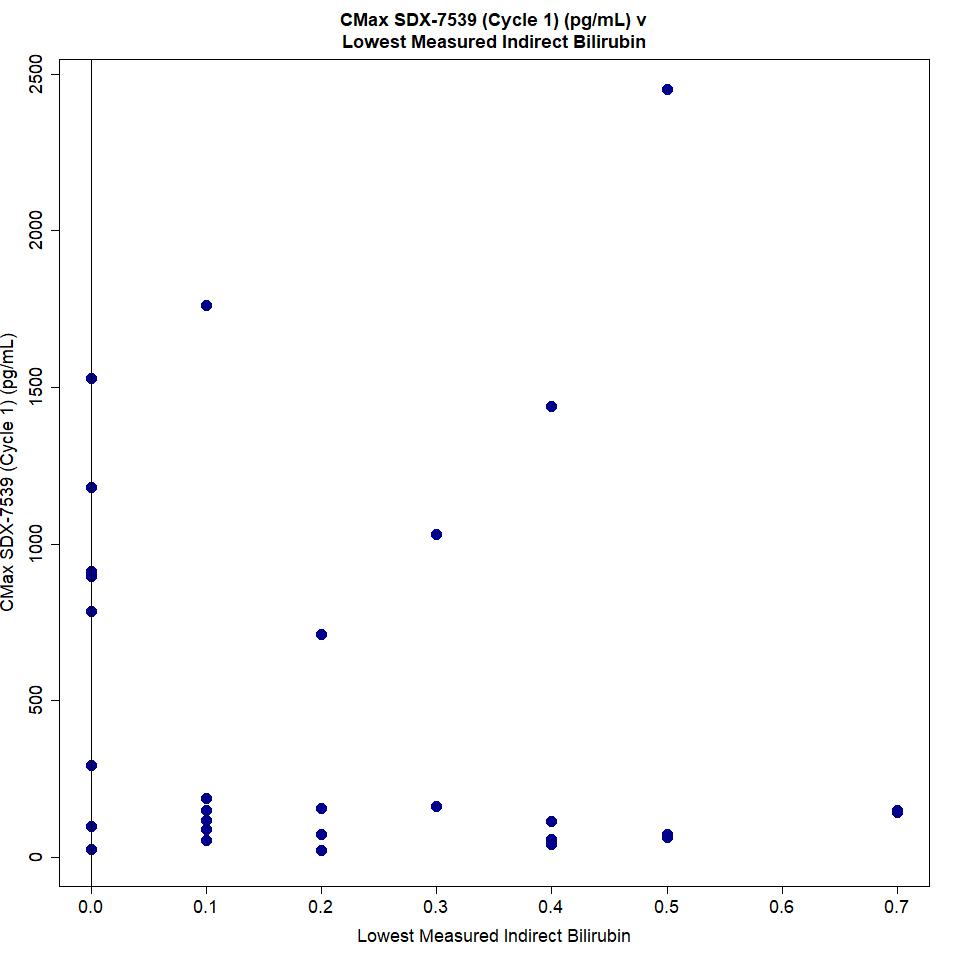 CMax SDX-7539 (Cycle 1) (pg/mL) v
Lowest Measured Indirect Bilirubin
2500
2000
1500
1000
500
0
CMax SDX-7539 (Cycle 1) (pg/mL)
0.0 0.1 0.2 0.3 0.4 0.5 0.6 0.7
Lowest Measured Indirect Bilirubin